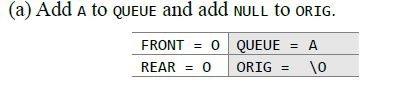 (a) Add A to QUEUE and add NULL to ORIG.
FRONT = 0 QUEUE = A
REAR = 0 ORIG = \0